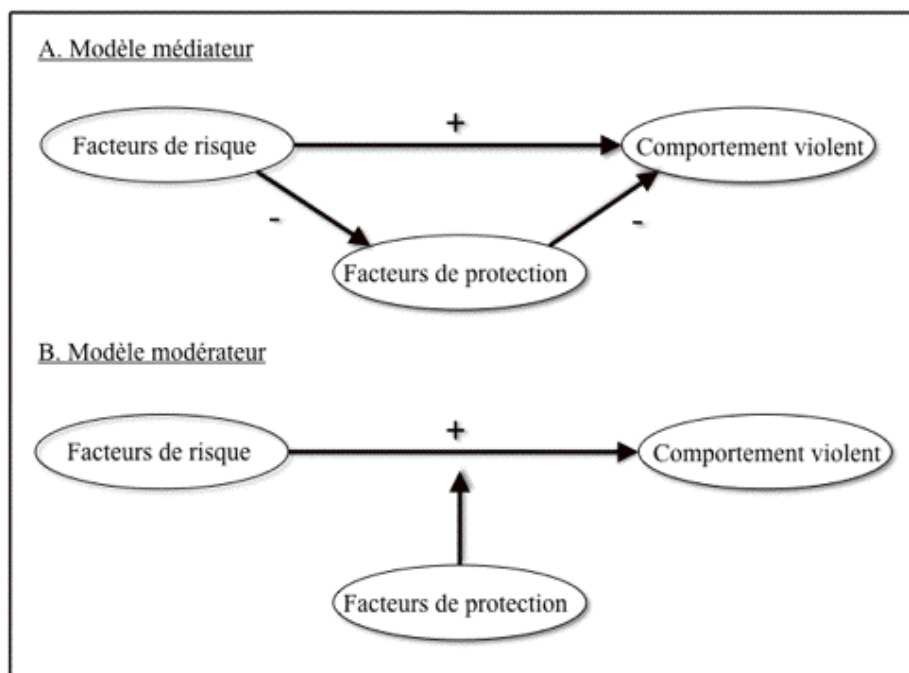 A. Modèle médiateur
+
Facteurs de risque
Comportement violent
-
-
Facteurs de protection
B. Modèle modérateur
+
Facteurs de risque
Comportement violent
Facteurs de protection